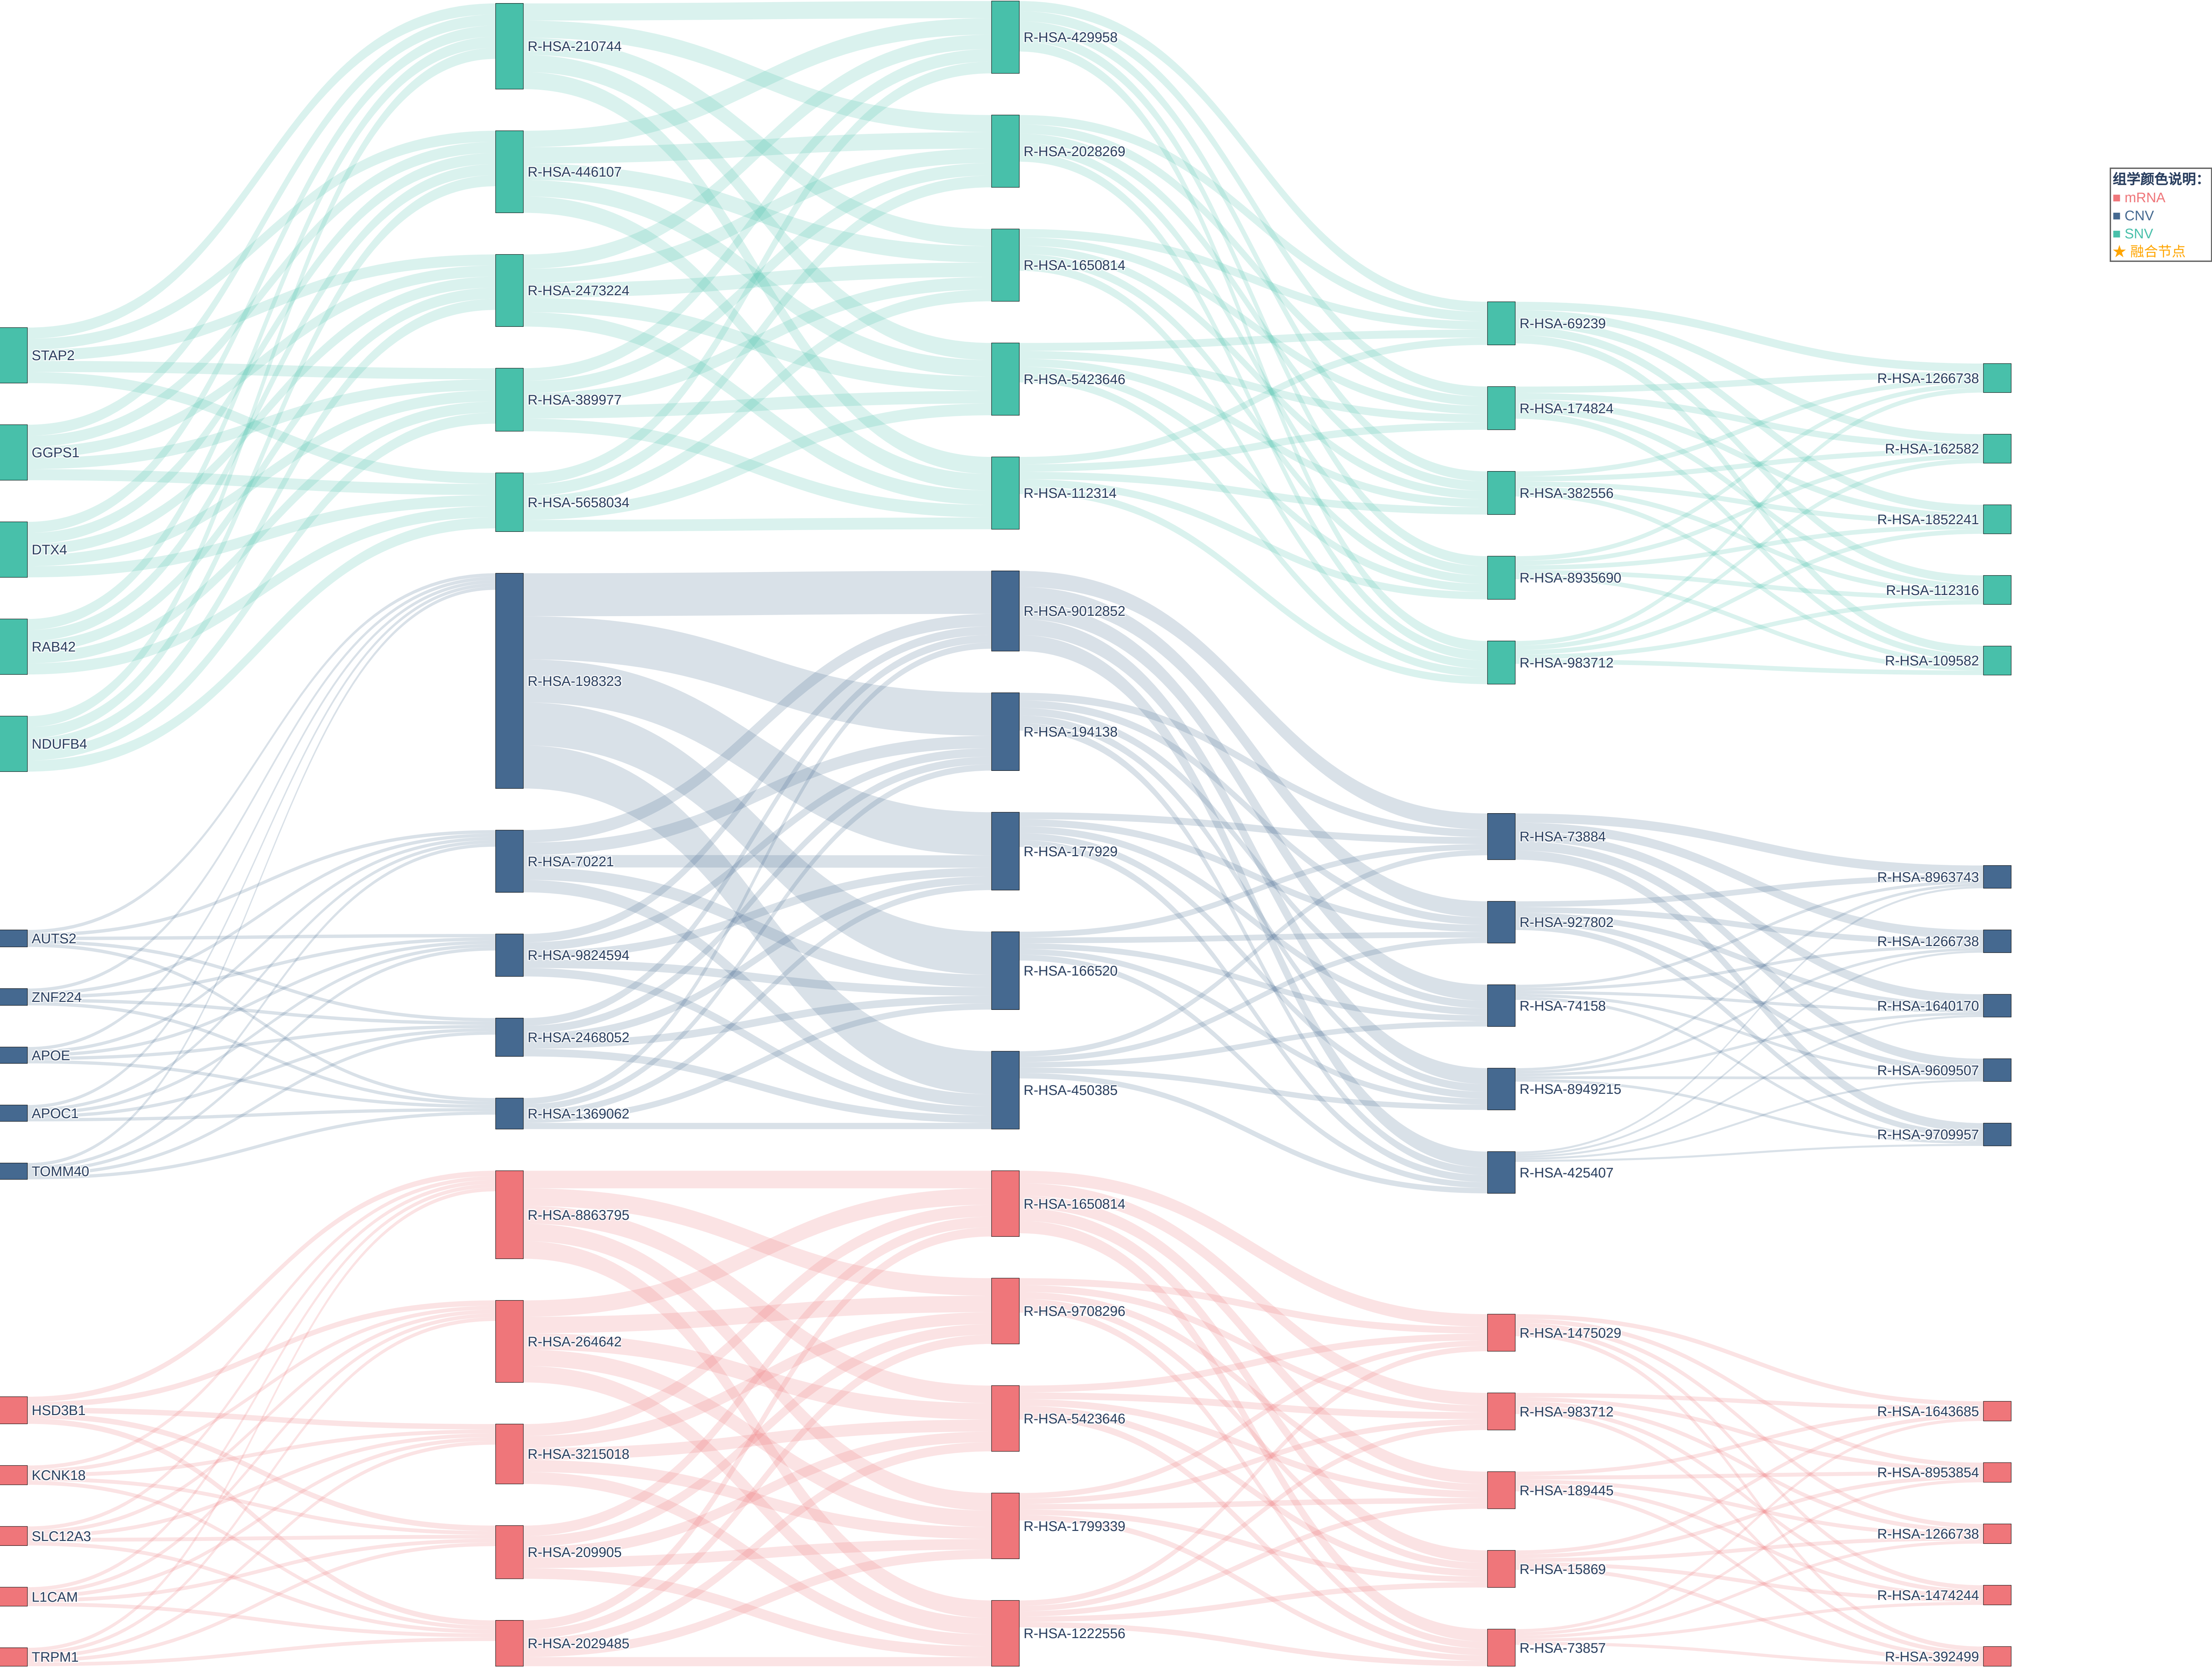 STAP2
GGPS1
DTX4
RAB42
NDUFB4
AUTS2
ZNF224
APOE
APOC1
TOMM40
HSD3B1
KCNK18
SLC12A3
L1CAM
TRPM1
R-HSA-210744
R-HSA-446107
R-HSA-2473224
R-HSA-389977
R-HSA-5658034
R-HSA-198323
R-HSA-70221
R-HSA-9824594
R-HSA-2468052
R-HSA-1369062
R-HSA-8863795
R-HSA-264642
R-HSA-3215018
R-HSA-209905
R-HSA-2029485
R-HSA-429958
R-HSA-2028269
R-HSA-1650814
R-HSA-5423646
R-HSA-112314
R-HSA-9012852
R-HSA-194138
R-HSA-177929
R-HSA-166520
R-HSA-450385
R-HSA-1650814
R-HSA-9708296
R-HSA-5423646
R-HSA-1799339
R-HSA-1222556
R-HSA-69239
R-HSA-174824
R-HSA-382556
R-HSA-8935690
R-HSA-983712
R-HSA-73884
R-HSA-927802
R-HSA-74158
R-HSA-8949215
R-HSA-425407
R-HSA-1475029
R-HSA-983712
R-HSA-189445
R-HSA-15869
R-HSA-73857
R-HSA-1266738
R-HSA-162582
R-HSA-1852241
R-HSA-112316
R-HSA-109582
R-HSA-8963743
R-HSA-1266738
R-HSA-1640170
R-HSA-9609507
R-HSA-9709957
R-HSA-1643685
R-HSA-8953854
R-HSA-1266738
R-HSA-1474244
R-HSA-392499
组学颜色说明：
■ mRNA
■ CNV
■ SNV
★ 融合节点